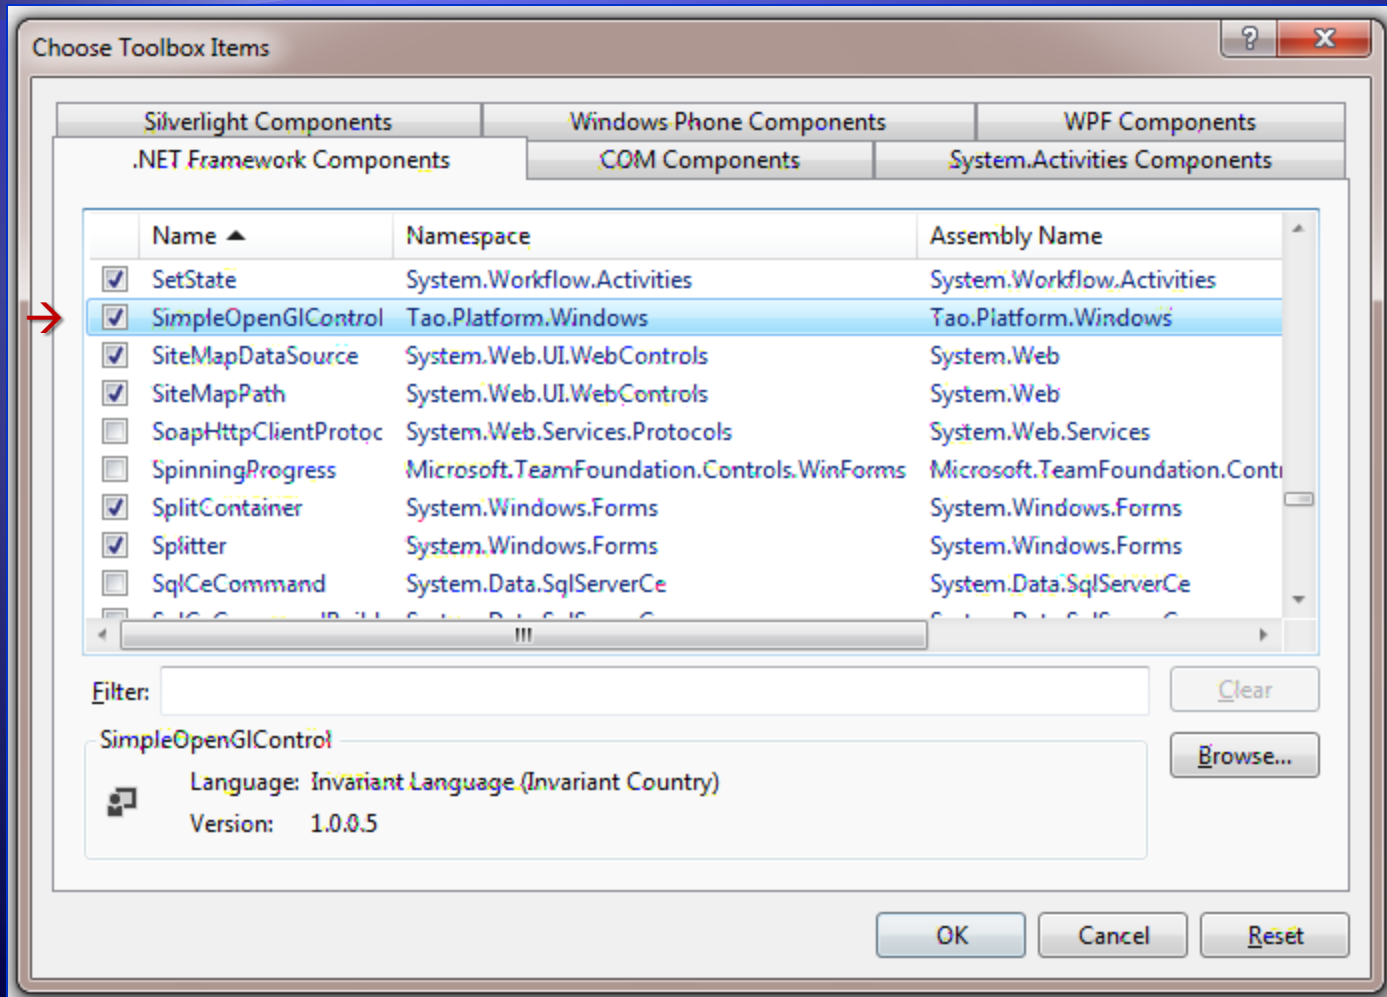 Choose Toolbox Items
Silverlight Components Windows Phone Components WPF Components
.NET Framework Components COM Components System.Activities Components
Name Namespace Assembly Name
SetState System.Workflow.Activities System.Workflow.Activities
SimpleOpenGlControl Tao.Platform.Windows Tao.Platform.Windows
SiteMapDataSource System.Web.UI.WebControls System.Web
SiteMapPath System.Web.UI.WebControls System.Web
SoapHttpClientProtoc System.Web.Services.Protocols System.Web.Services
SpinningProgress Microsoft.TeamFoundation.Controls.WinForms Microsoft.TeamFoundation.Contr
SplitContainer System.Windows.Forms System.Windows.Forms
Splitter System.Windows.Forms System.Windows.Forms
SqlCeCommand System.Data.SqlServerCe System.Data.SqlServerCe
Filter: Clear
SimpleOpenGlControl
Browse...
Language: Invariant Language (Invariant Country)
Version: 1.0.0.5
OK Cancel Reset